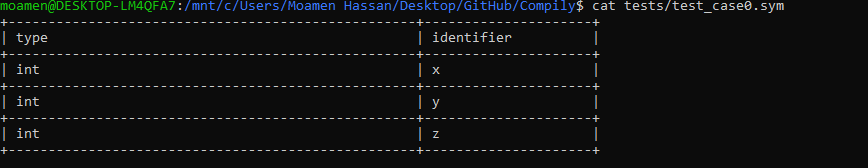 moamen@DESKTOP-LM4QFA7:/mnt/c/Users/Moamen Hassan/Desktop/GitHub/Compily$ cat tests/test_case0.sym
+---------------------------------------------------+---------------------+
| type                                              | identifier          |
+---------------------------------------------------+---------------------+
| int                                               | x                   |
+---------------------------------------------------+---------------------+
| int                                               | y                   |
+---------------------------------------------------+---------------------+
| int                                               | z                   |
+---------------------------------------------------+---------------------+